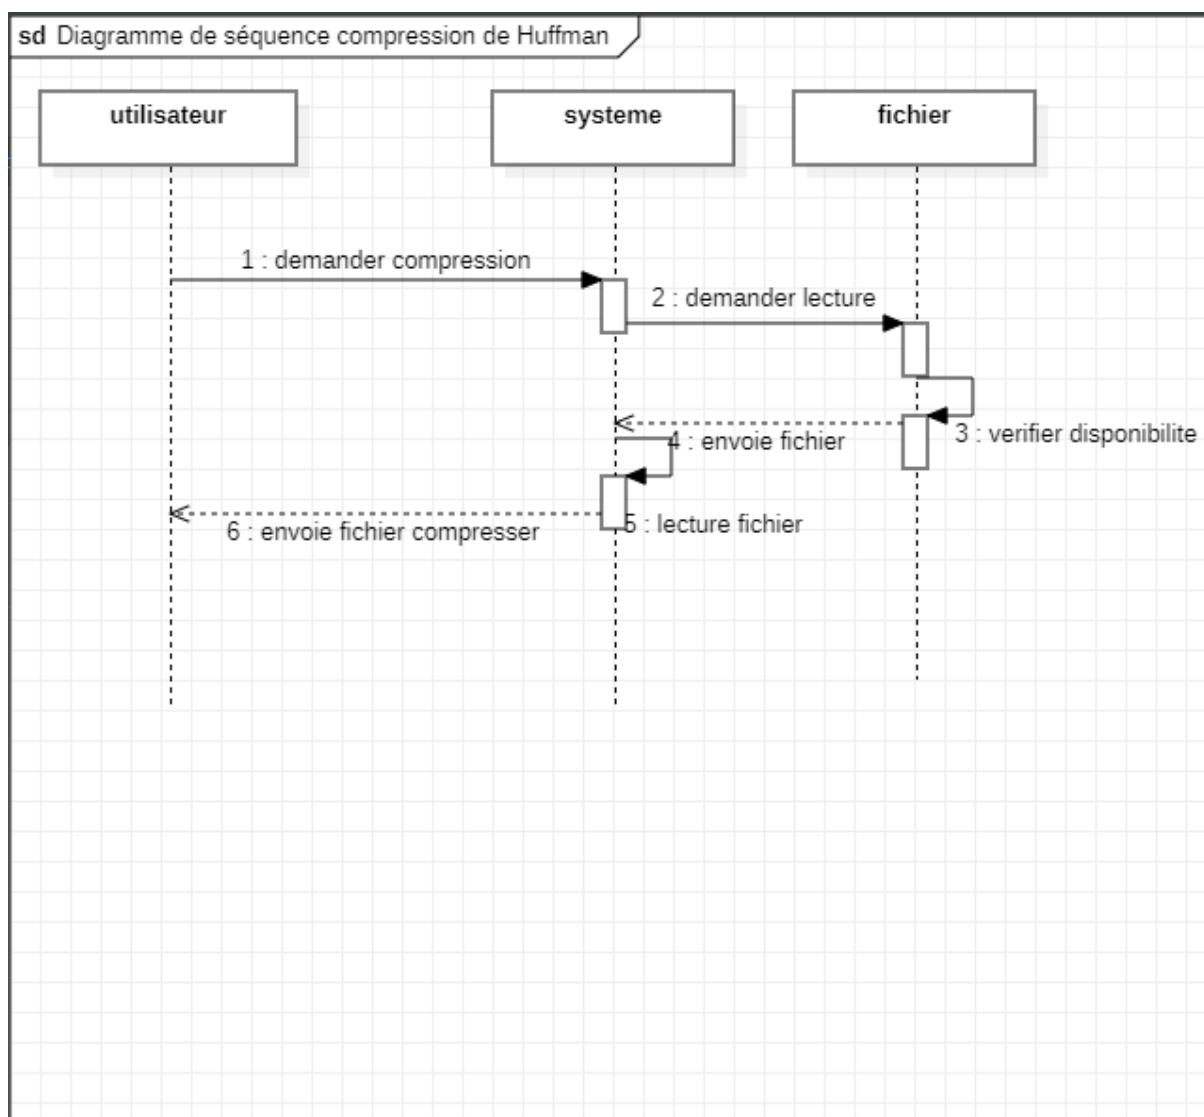 sd Diagramme de séquence compression de Huffman
utilisateur
systeme
fichier
1 : demander compression
2 : demander lecture
3 : verifier disponibilite
4 : envoie fichier
5 : lecture fichier
6 : envoie fichier compresser